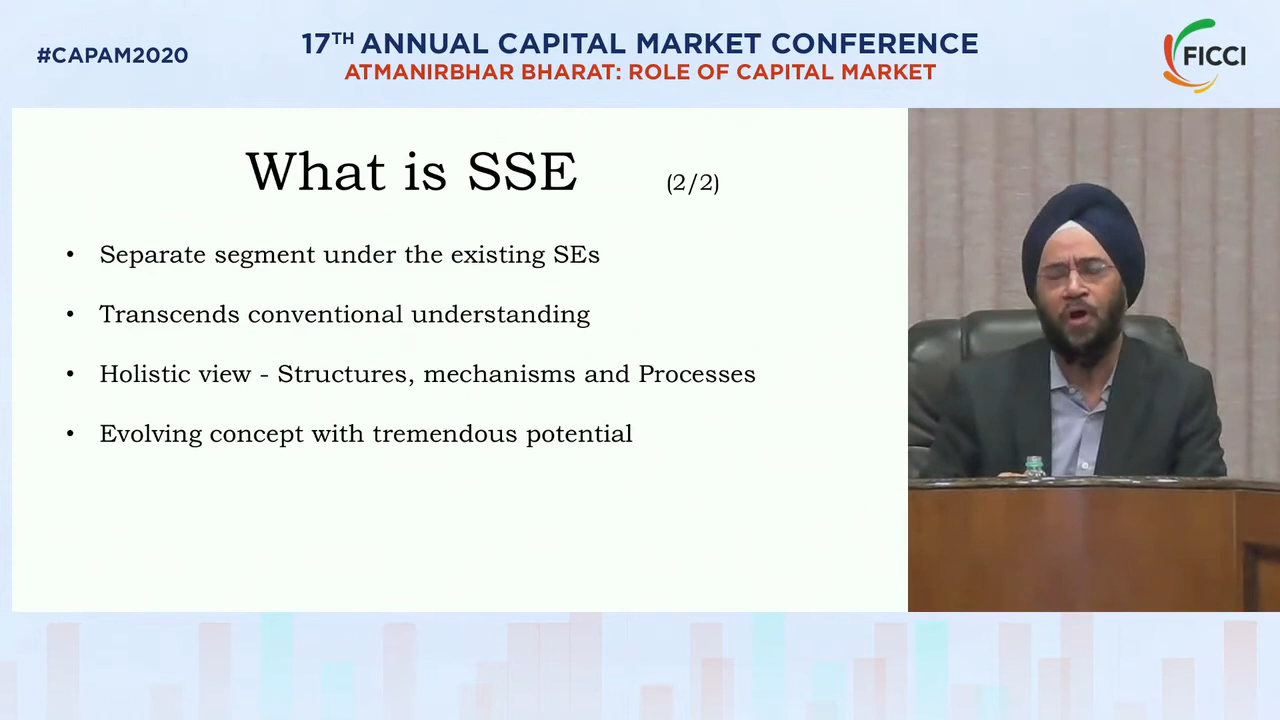 #CAPAM2020
17TH ANNUAL CAPITAL MARKET CONFERENCE
ATMANIRBHAR BHARAT: ROLE OF CAPITAL MARKET
FICCI
What is SSE (2/2)
• Separate segment under the existing SEs
• Transcends conventional understanding
• Holistic view - Structures, mechanisms and Processes
• Evolving concept with tremendous potential